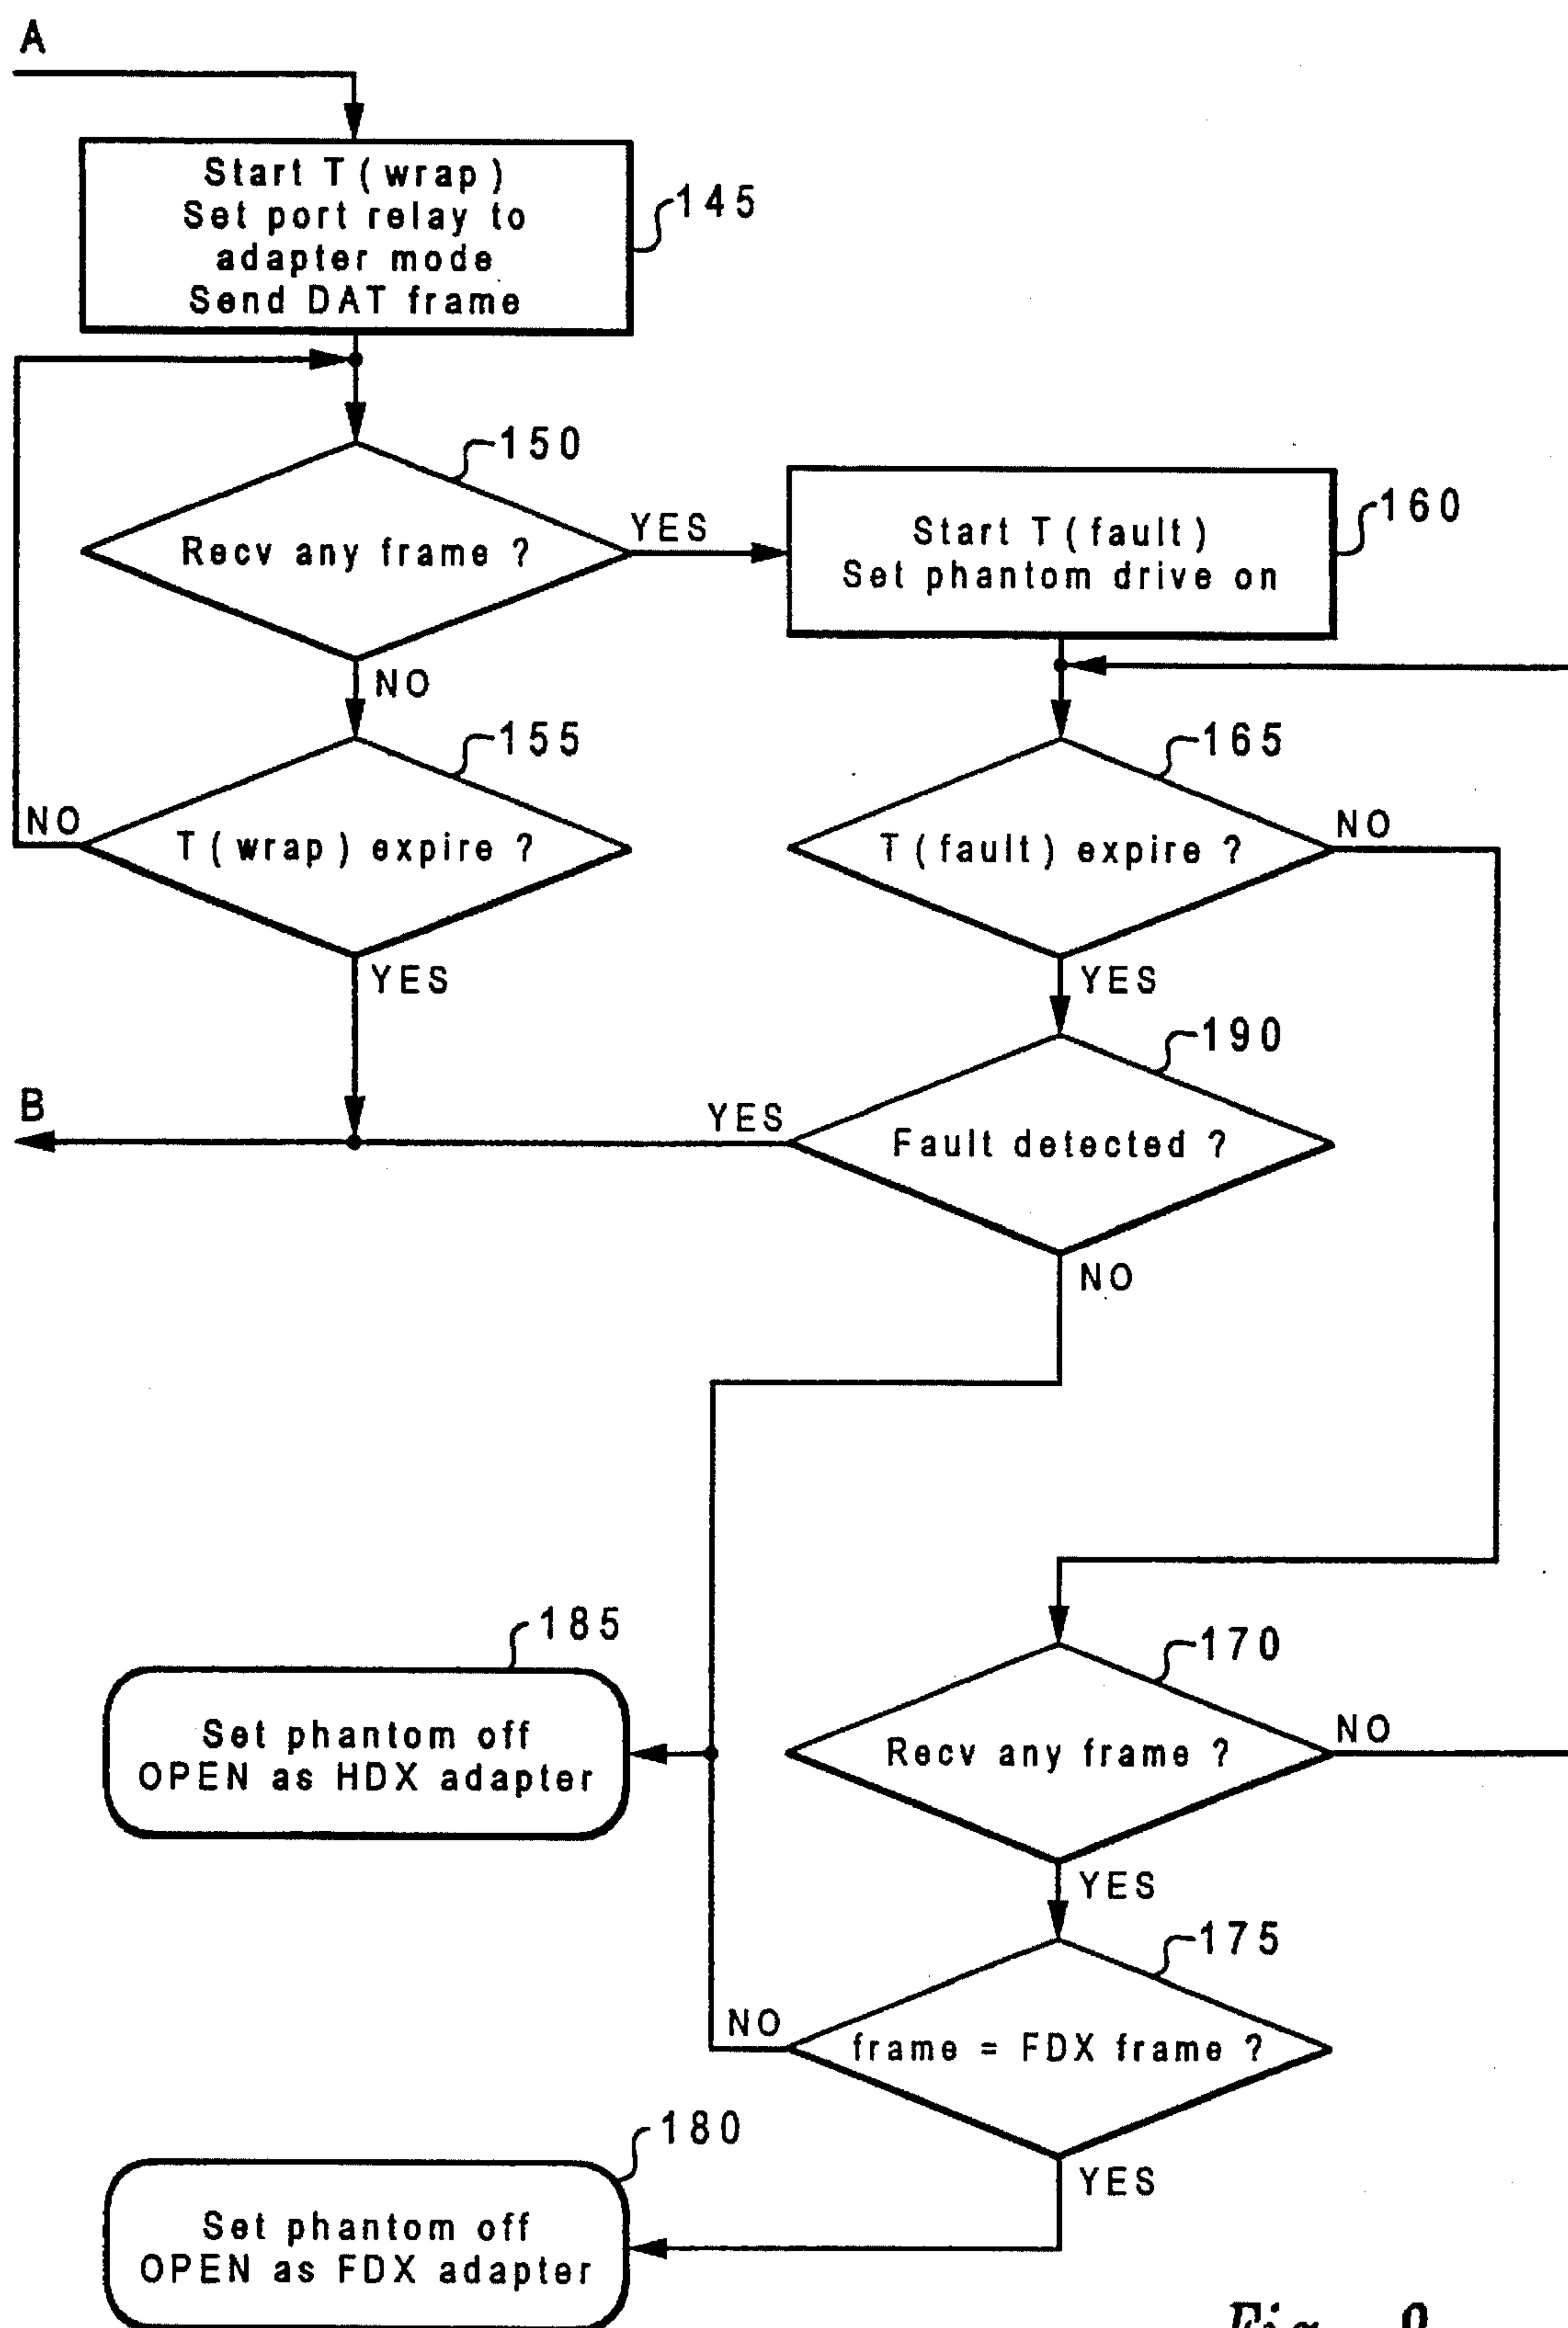 A
Start T ( wrap )
Set port relay to
adapter mode
Send DAT frame
145
150
Recv any frame ?
YES
Start T ( fault )
Set phantom drive on
160
NO
155
T ( wrap ) expire ?
NO
YES
165
T ( fault ) expire ?
NO
YES
190
Fault detected ?
YES
B
NO
185
Set phantom off
OPEN as HDX adapter
170
Recv any frame ?
NO
YES
175
frame = FDX frame ?
NO
180
YES
Set phantom off
OPEN as FDX adapter